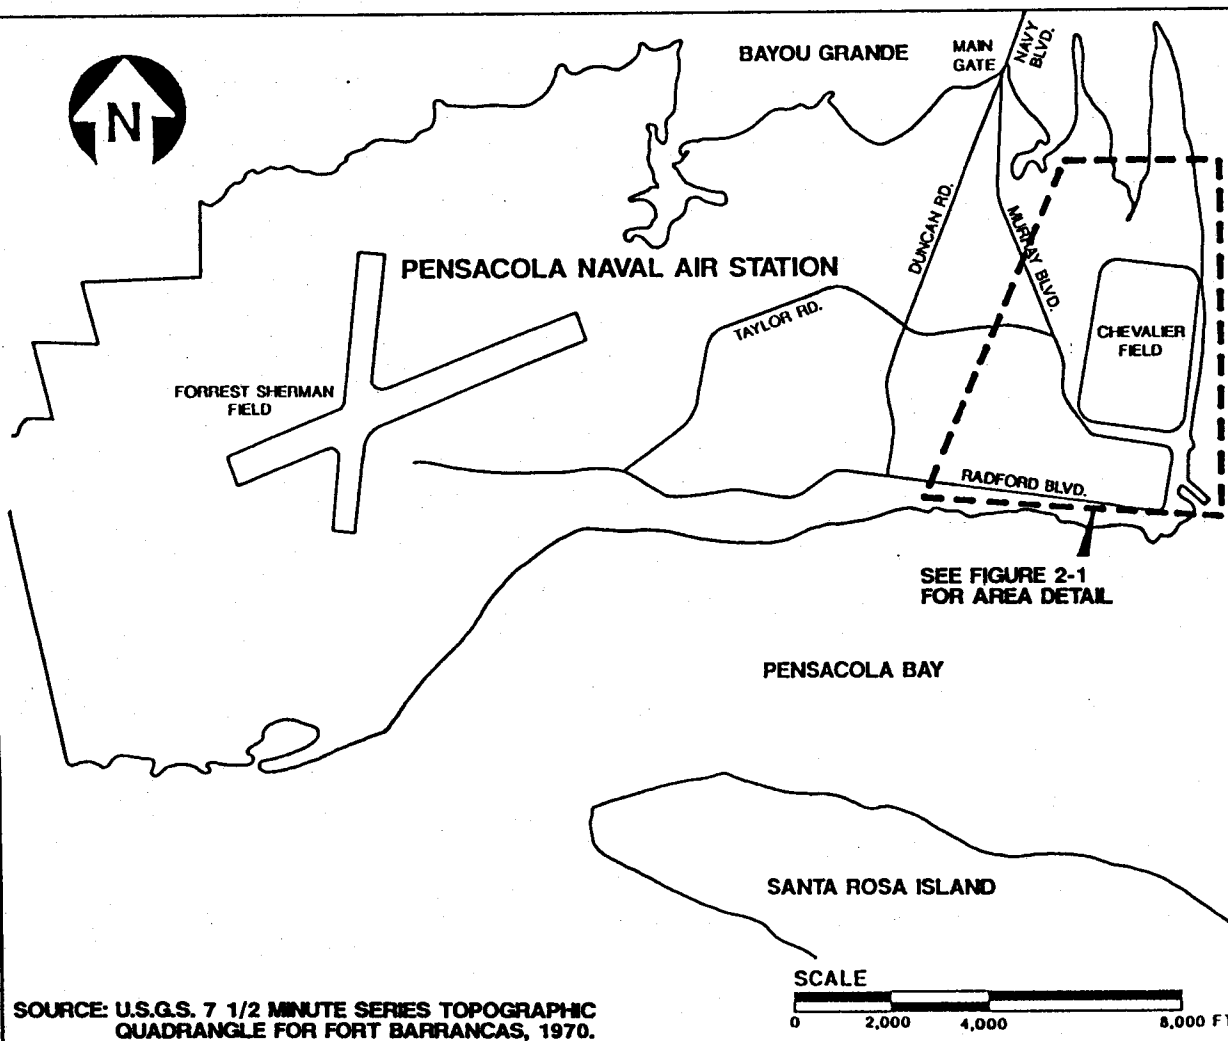 BAYOU GRANDE
MAIN
GATE
NAVY
BLVD.
N
DUNCAN RD.
MURRAY BLVD.
PENSACOLA NAVAL AIR STATION
TAYLOR RD.
CHEVALIER
FIELD
FORREST SHERMAN
FIELD
RADFORD BLVD.
SEE FIGURE 2-1
FOR AREA DETAIL
PENSACOLA BAY
SANTA ROSA ISLAND
SCALE
0 2,000 4,000 8,000 FT
SOURCE: U.S.G.S. 7 1/2 MINUTE SERIES TOPOGRAPHIC
QUADRANGLE FOR FORT BARRANCAS, 1970.